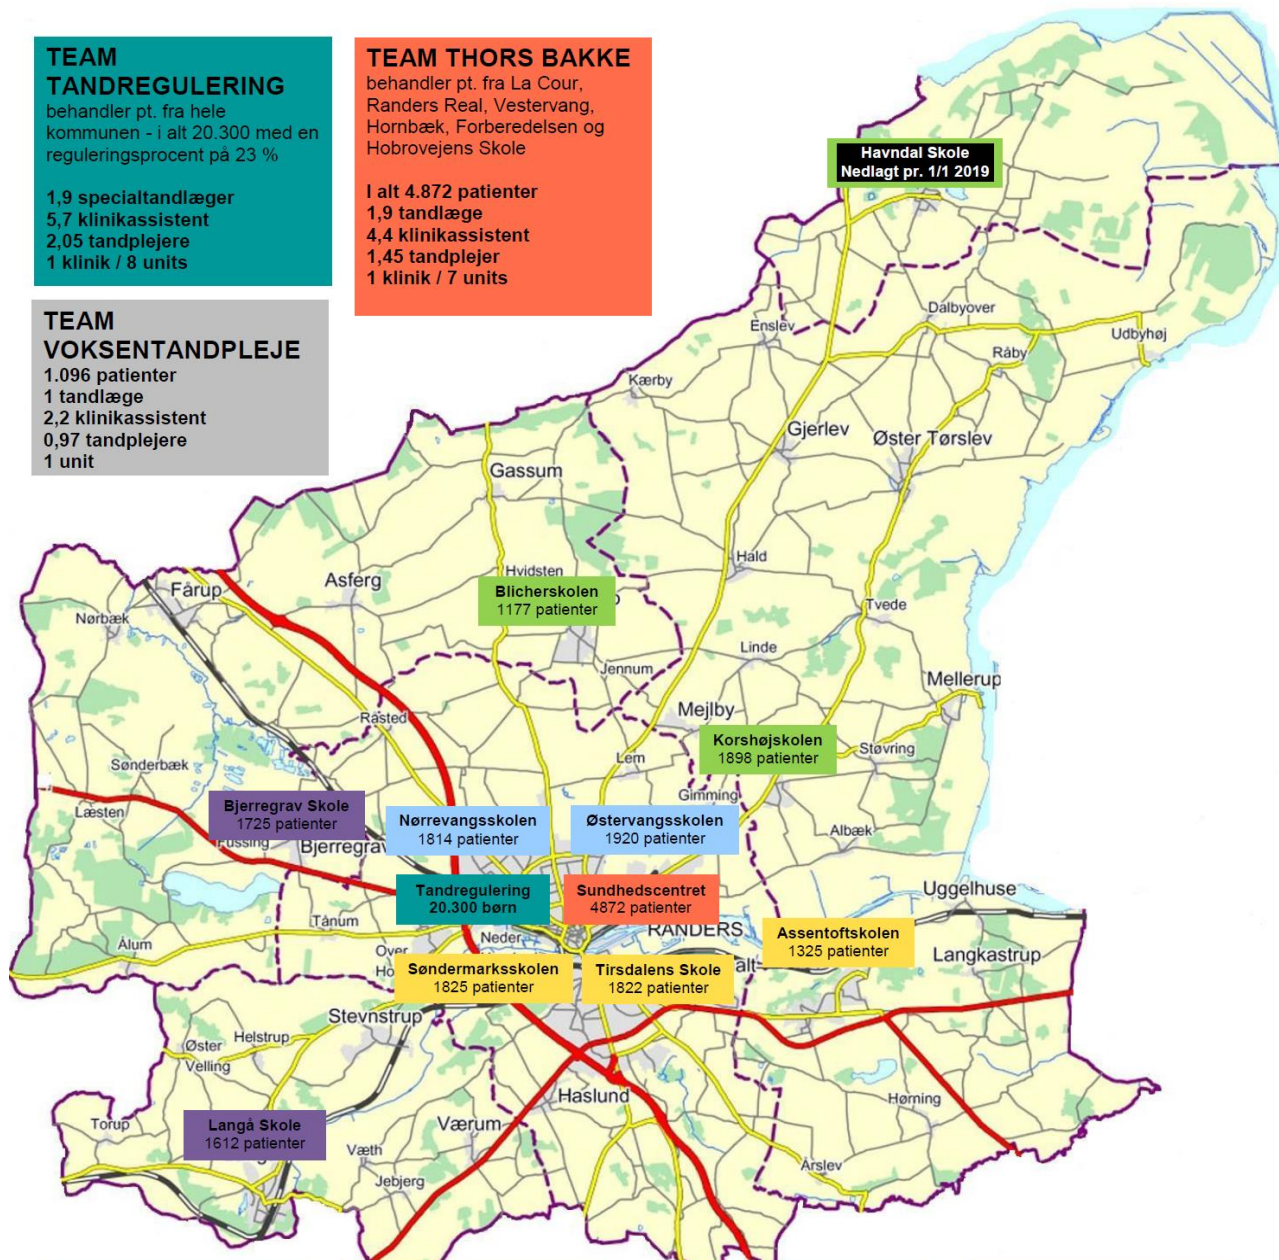 TEAM
TANDREGULERING
behandler pt. fra hele
kommunen - i alt 20.300 med en
reguleringsprocent på 23 %
1,9 specialtandlæger
5,7 klinikassistent
2,05 tandplejere
1 klinik / 8 units
TEAM THORS BAKKE
behandler pt. fra La Cour,
Randers Real, Vestervang,
Hornbæk, Forberedelsen og
Hobrovejens Skole
I alt 4.872 patienter
1,9 tandlæge
4,4 klinikassistent
1,45 tandplejer
1 klinik / 7 units
TEAM
VOKSENTANDPLEJE
1.096 patienter
1 tandlæge
2,2 klinikassistent
0,97 tandplejere
1 unit
Havndal Skole
Nedlagt pr. 1/1 2019
Dalbyover
Enslev
Udbyhøj
Råby
Kærby
Gjerlev
Øster Tørslev
Gassum
Hald
Hvidsten
Asferg
Fårup
Blicherskolen
1177 patienter
Nørbæk
Tvede
Linde
Jennum
Mellerup
Mejlby
Råsted
Korshøjskolen
1898 patienter
Støvring
Lem
Sønderbæk
Gimming
Læsten
Bjerregrav Skole
1725 patienter
Nørrevangsskolen
1814 patienter
Østervangsskolen
1920 patienter
Albæk
Fussing
Bjerregrav
Tandregulering
20.300 børn
Sundhedscentret
4872 patienter
Uggelhuse
Tånum
Neder
RANDERS
Assentoftskolen
1325 patienter
Ålum
Over
Langkastrup
Søndermarksskolen
1825 patienter
Tirsdalens Skole
1822 patienter
Stevnstrup
Helstrup
Øster
Velling
Haslund
Hørning
Langå Skole
1612 patienter
Torup
Værum
Væth
Årslev
Jebjerg